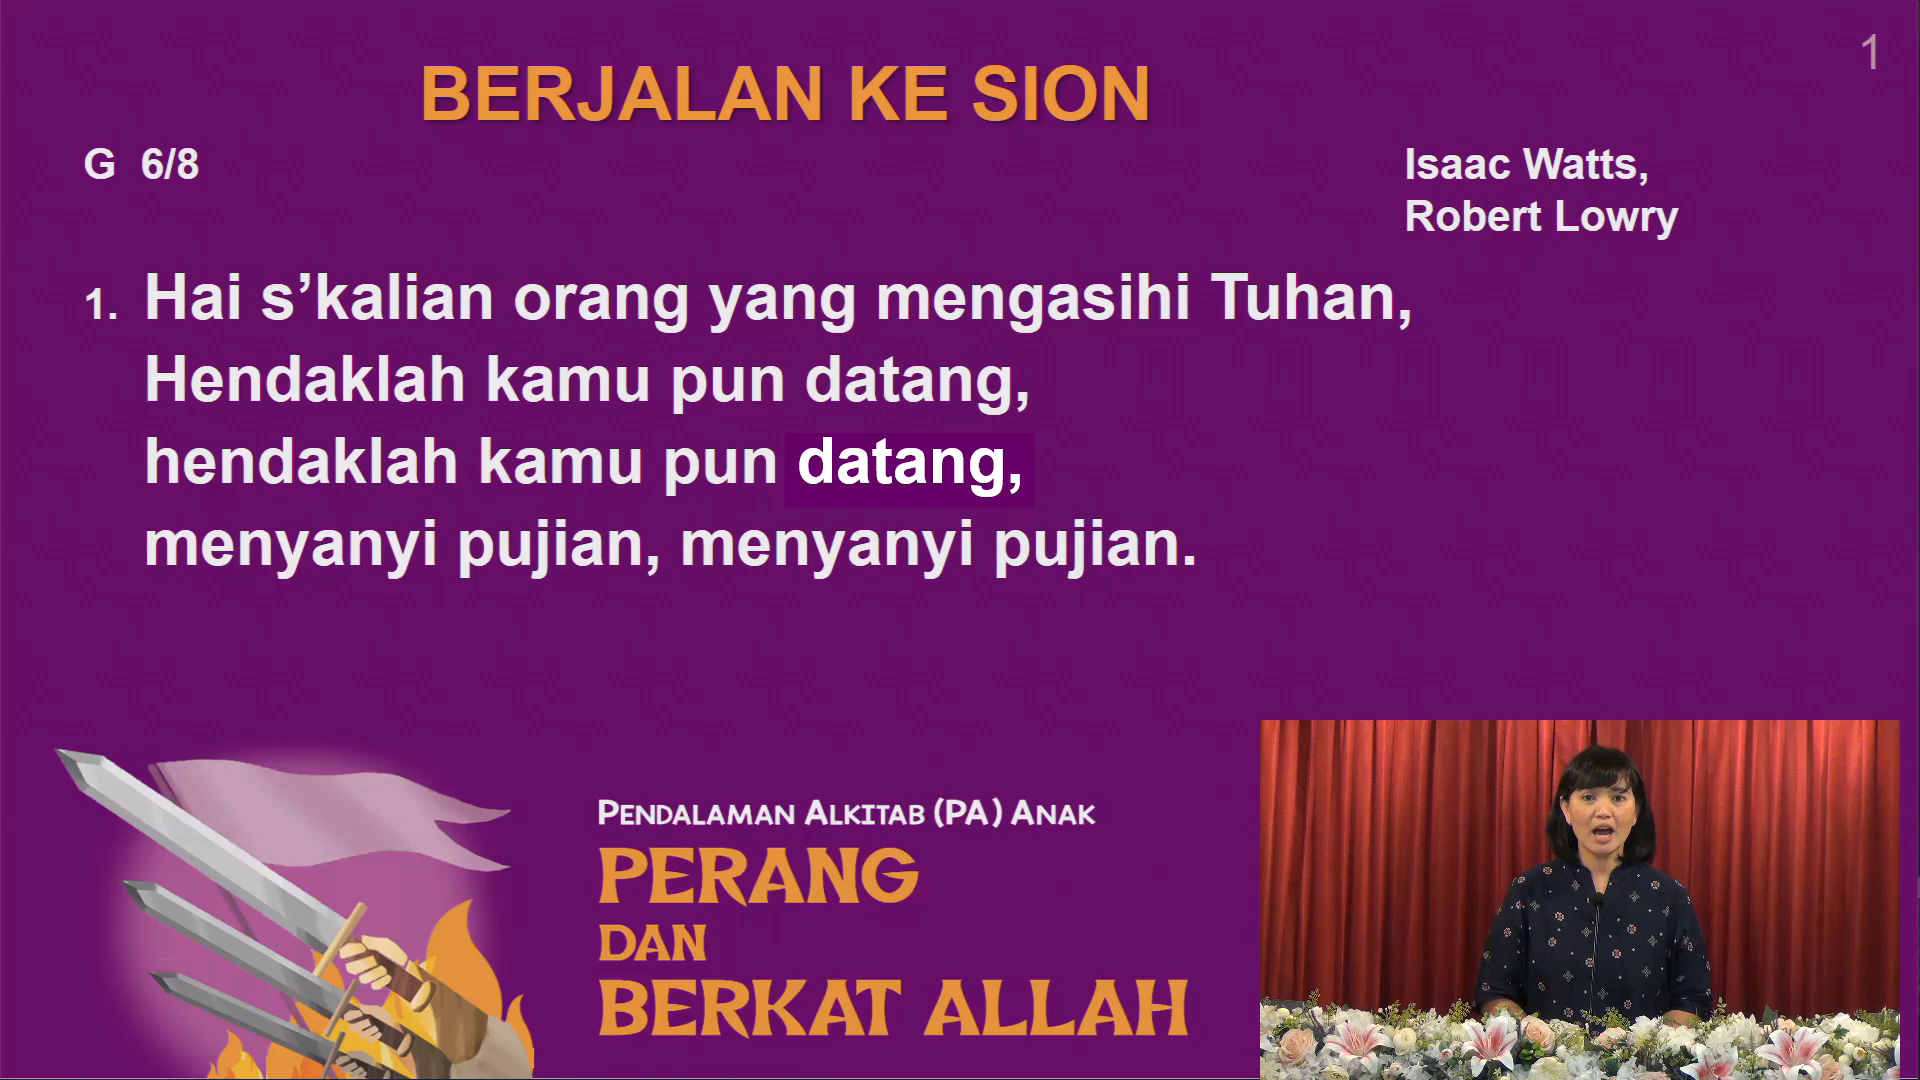 1
BERJALAN KE SION
G 6/8
Isaac Watts,
Robert Lowry
1. Hai s’kalian orang yang mengasihi Tuhan,
Hendaklah kamu pun datang,
hendaklah kamu pun datang,
menyanyi pujian, menyanyi pujian.
PENDALAMAN ALKITAB (PA) ANAK
PERANG
DAN
BERKAT ALLAH